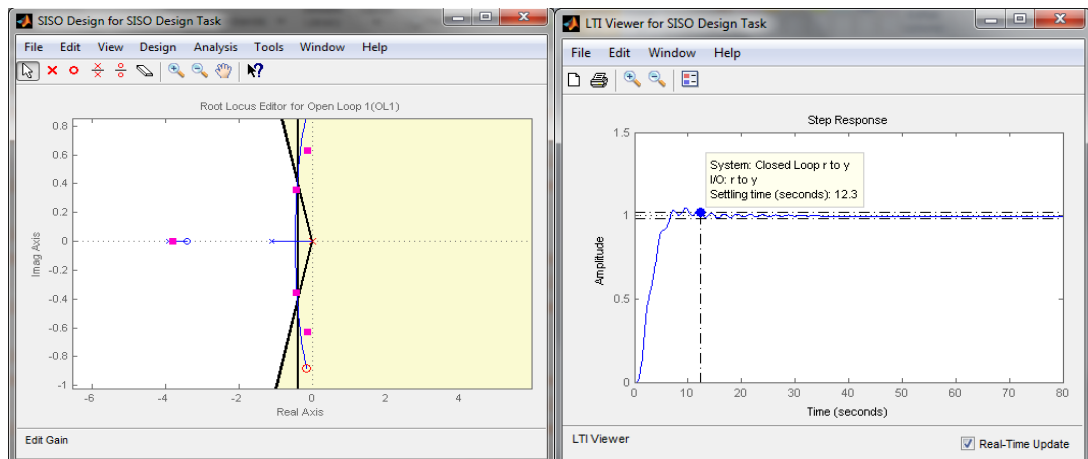 SISO Design for SISO Design Task
File Edit View Design Analysis Tools Window Help
Root Locus Editor for Open Loop 1(OL1)
0.8
0.6
0.4
0.2
0
-0.2
-0.4
-0.6
-0.8
-1
Imag Axis
-6 -4 -2 0 2 4
Real Axis
Edit Gain
LTI Viewer for SISO Design Task
File Edit Window Help
Step Response
1.5
1
0.5
0
Amplitude
System: Closed Loop r to y
I/O: r to y
Settling time (seconds): 12.3
0 10 20 30 40 50 60 70 80
Time (seconds)
LTI Viewer
Real-Time Update